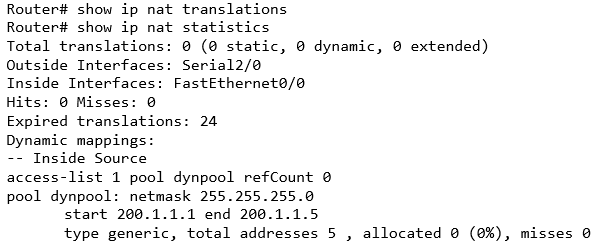 Router# show ip nat translations
Router# show ip nat statistics
Total translations: 0 (0 static, 0 dynamic, 0 extended)
Outside Interfaces: Serial2/0
Inside Interfaces: FastEthernet0/0
Hits: 0 Misses: 0
Expired translations: 24
Dynamic mappings:
-- Inside Source
access-list 1 pool dynpool refCount 0
pool dynpool: netmask 255.255.255.0
start 200.1.1.1 end 200.1.1.5
type generic, total addresses 5 , allocated 0 (0%), misses 0